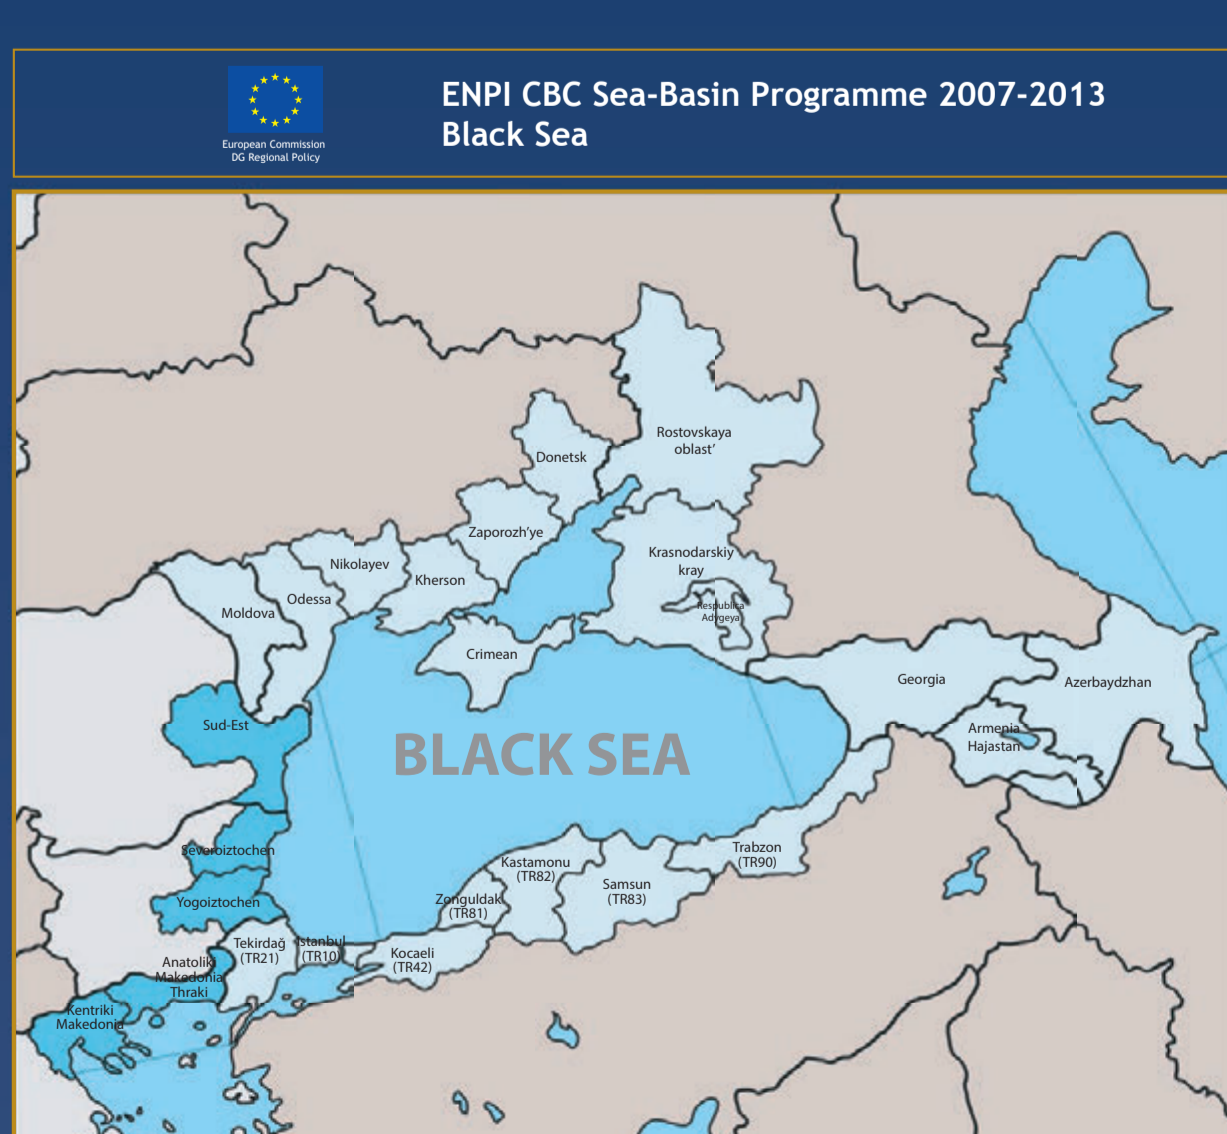 ENPI CBC Sea-Basin Programme 2007-2013
Black Sea
European Commission
DG Regional Policy
Rostovskaya
oblast’
Donetsk
Zaporozh’ye
Krasnodarskiy
kray
Nikolayev
Kherson
Odessa
Moldova
Respublica
Adygeya
Crimean
Georgia
Azerbaydzhan
Sud-Est
Armenia
Hajastan
BLACK SEA
Severoiztochen
Trabzon
(TR90)
Kastamonu
(TR82)
Samsun
(TR83)
Yogoiztochen
Zonguldak
(TR81)
Tekirdağ
(TR21)
Istanbul
(TR10)
Kocaeli
(TR42)
Anatoliki
Makedonia
Thraki
Kentriki
Makedonia